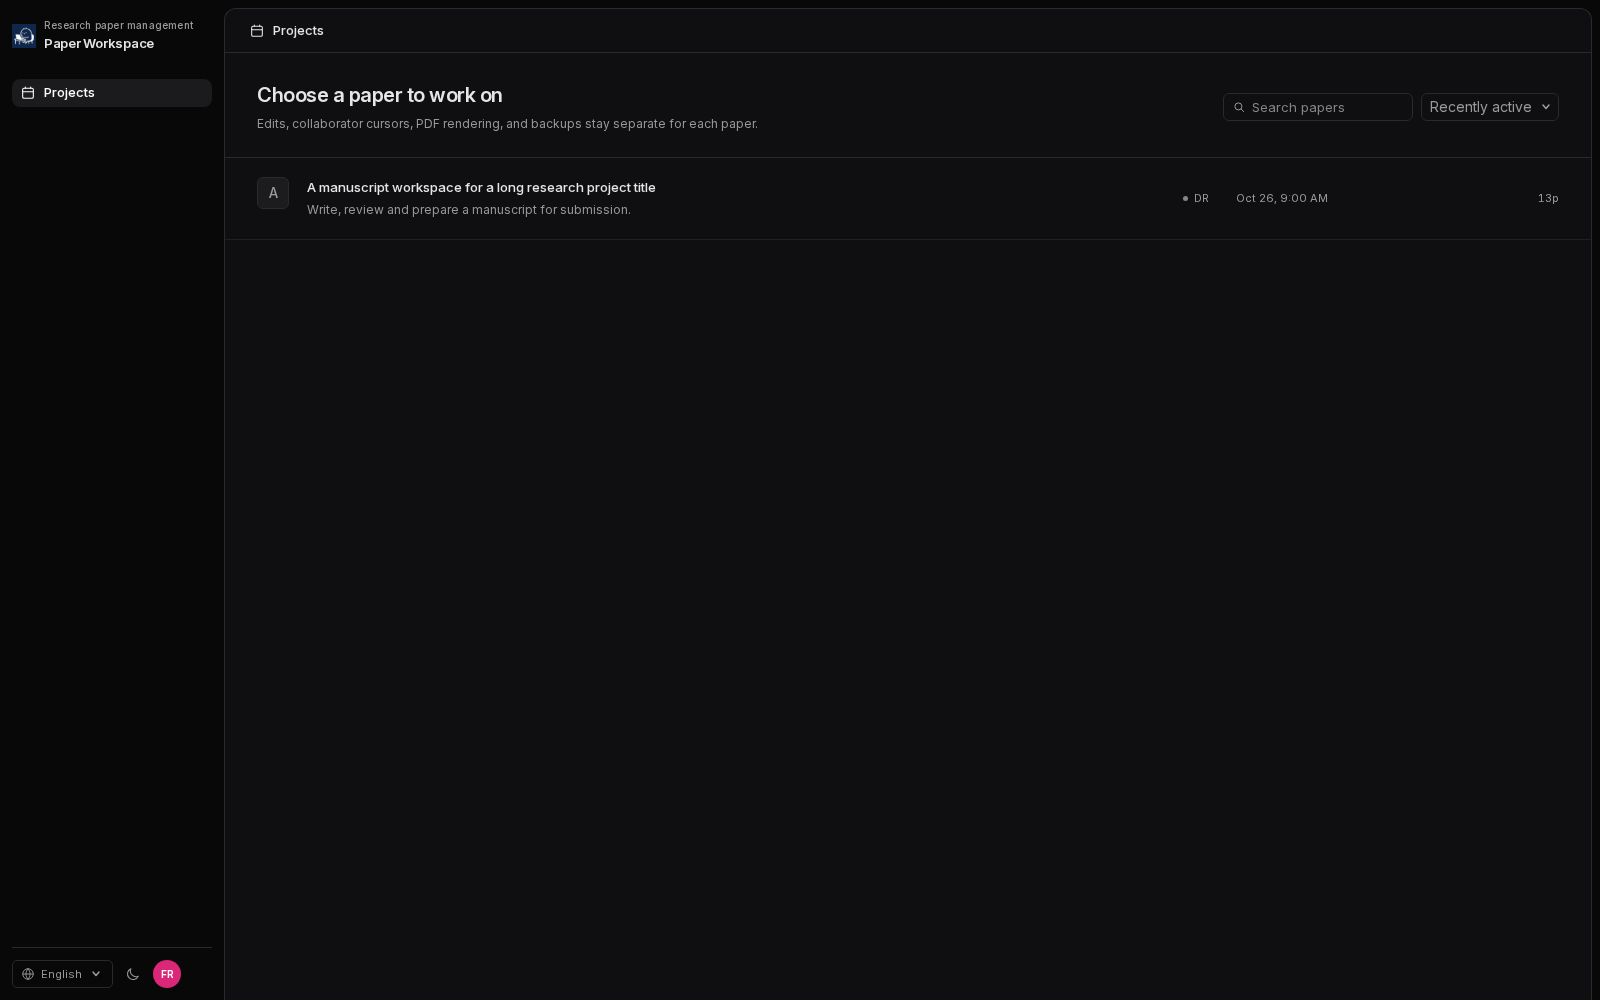 Research paper management
Paper Workspace
Projects
Projects
Choose a paper to work on
Edits, collaborator cursors, PDF rendering, and backups stay separate for each paper.
Search papers
Recently active
A
A manuscript workspace for a long research project title
Write, review and prepare a manuscript for submission.
DR
Oct 26, 9:00 AM
13p
English
FR